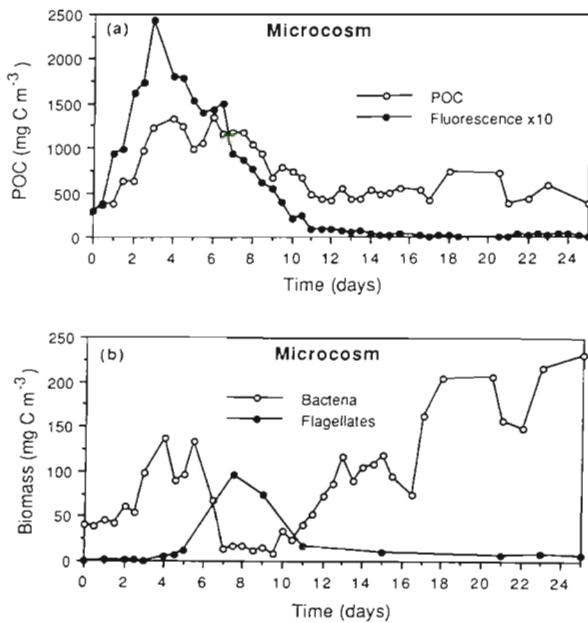 (a) Microcosm
2500
2000
1500
1000
500
0
POC (mg C m⁻³)
POC
Fluorescence x10
0 2 4 6 8 10 12 14 16 18 20 22 24
Time (days)
(b) Microcosm
250
200
150
100
50
0
Biomass (mg C m⁻³)
Bactena
Flagellates
0 2 4 6 8 10 12 14 16 18 20 22 24
Time (days)